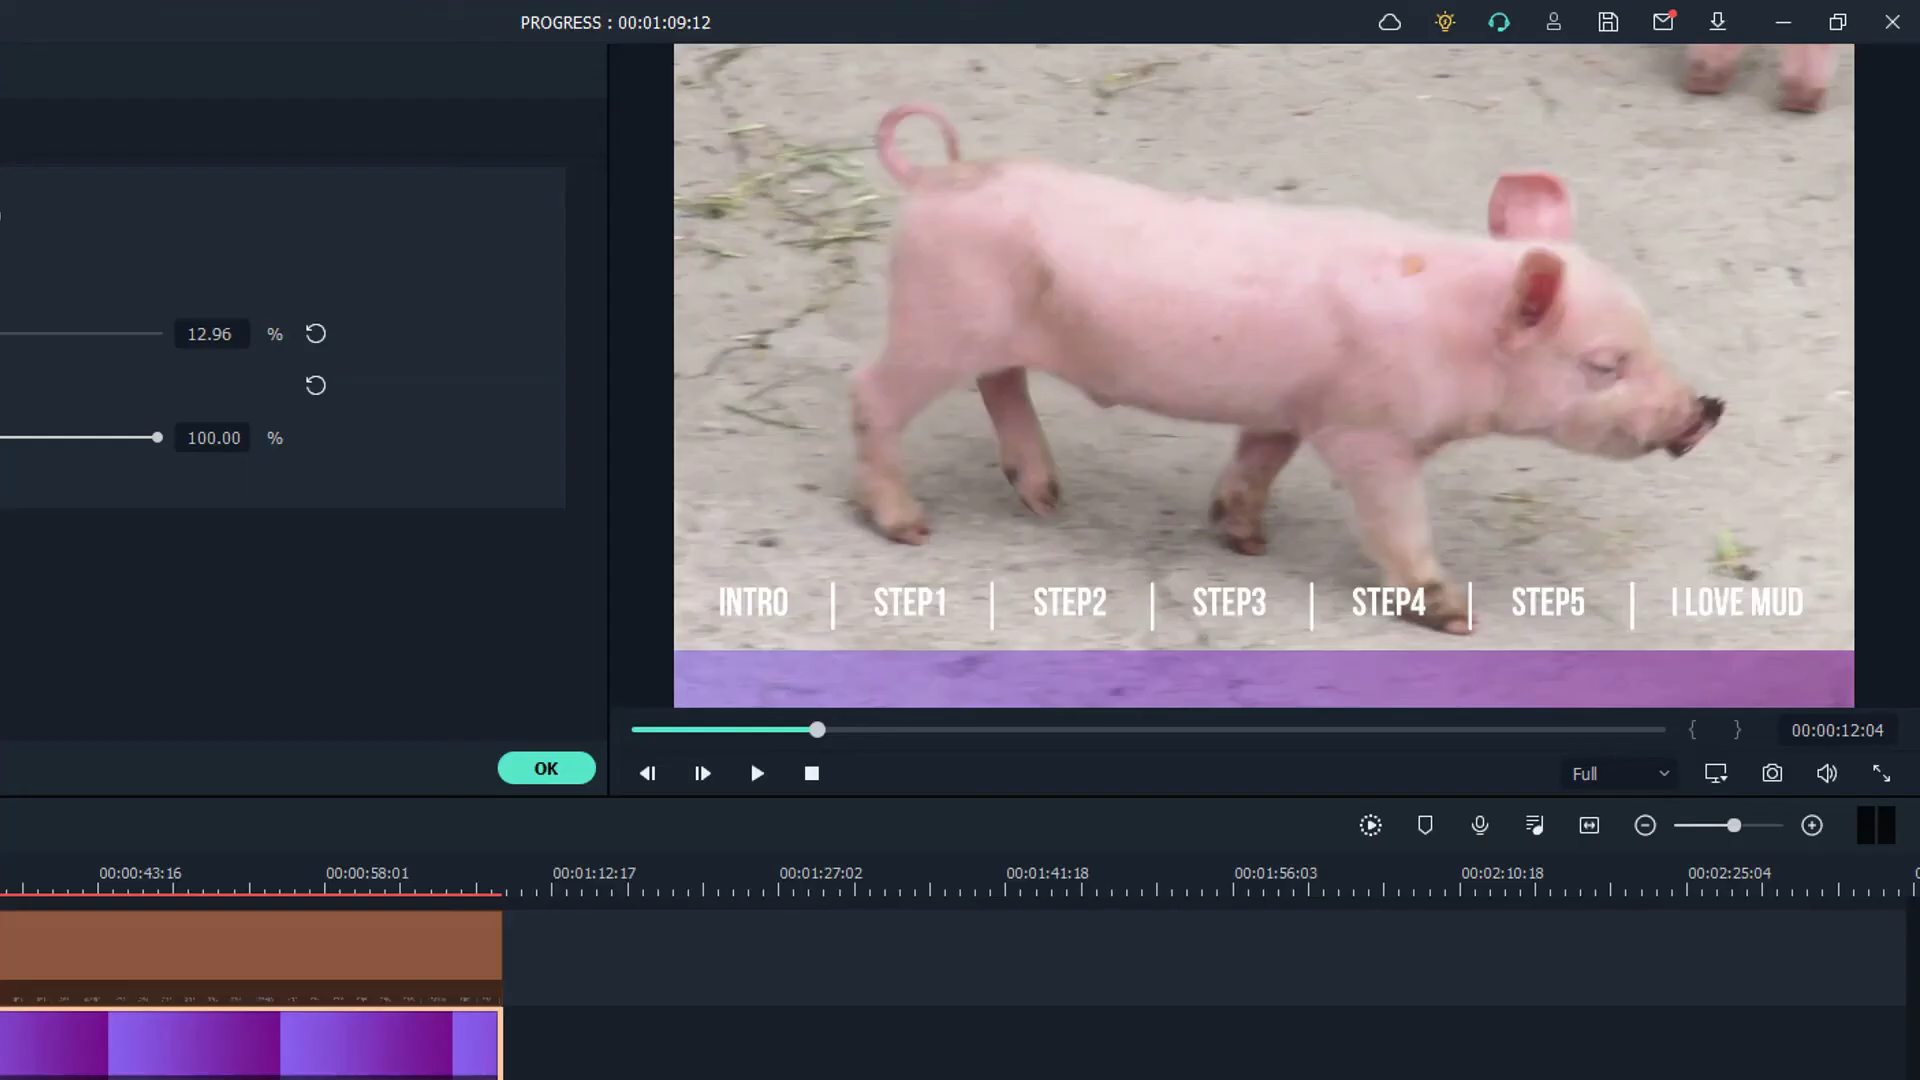 PROGRESS : 00:01:09:12
12.96 %
100.00 %
INTRO | STEP1 | STEP2 | STEP3 | STEP4 | STEP5 | I LOVE MUD
{ } 00:00:12:04
OK
Full
00:00:43:16 00:00:58:01 00:01:12:17 00:01:27:02 00:01:41:18 00:01:56:03 00:02:10:18 00:02:25:04